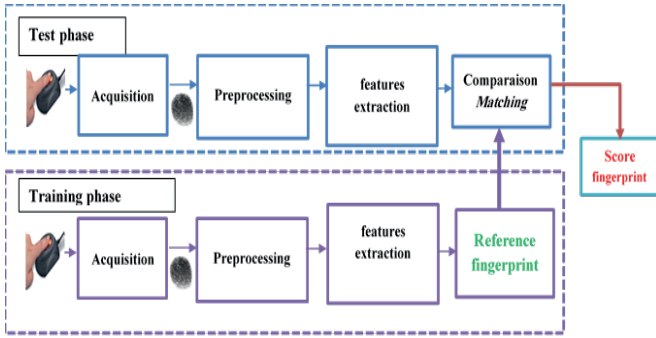 Test phase
Acquisition
Preprocessing
features
extraction
Comparaison
Matching
Score
fingerprint
Training phase
Acquisition
Preprocessing
features
extraction
Reference
fingerprint